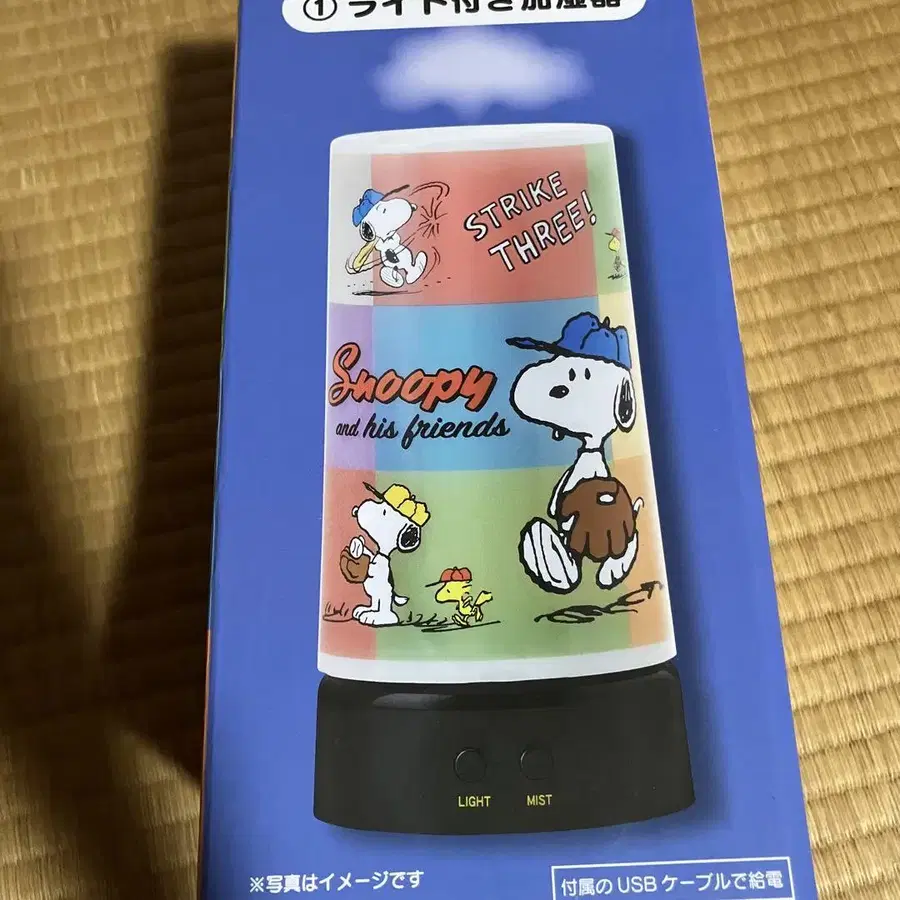 ①ライト付き加湿器
STRIKE
THREE!
Snoopy
and his friends
LIGHT MIST
※写真はイメージです
付属のUSBケーブルで給電